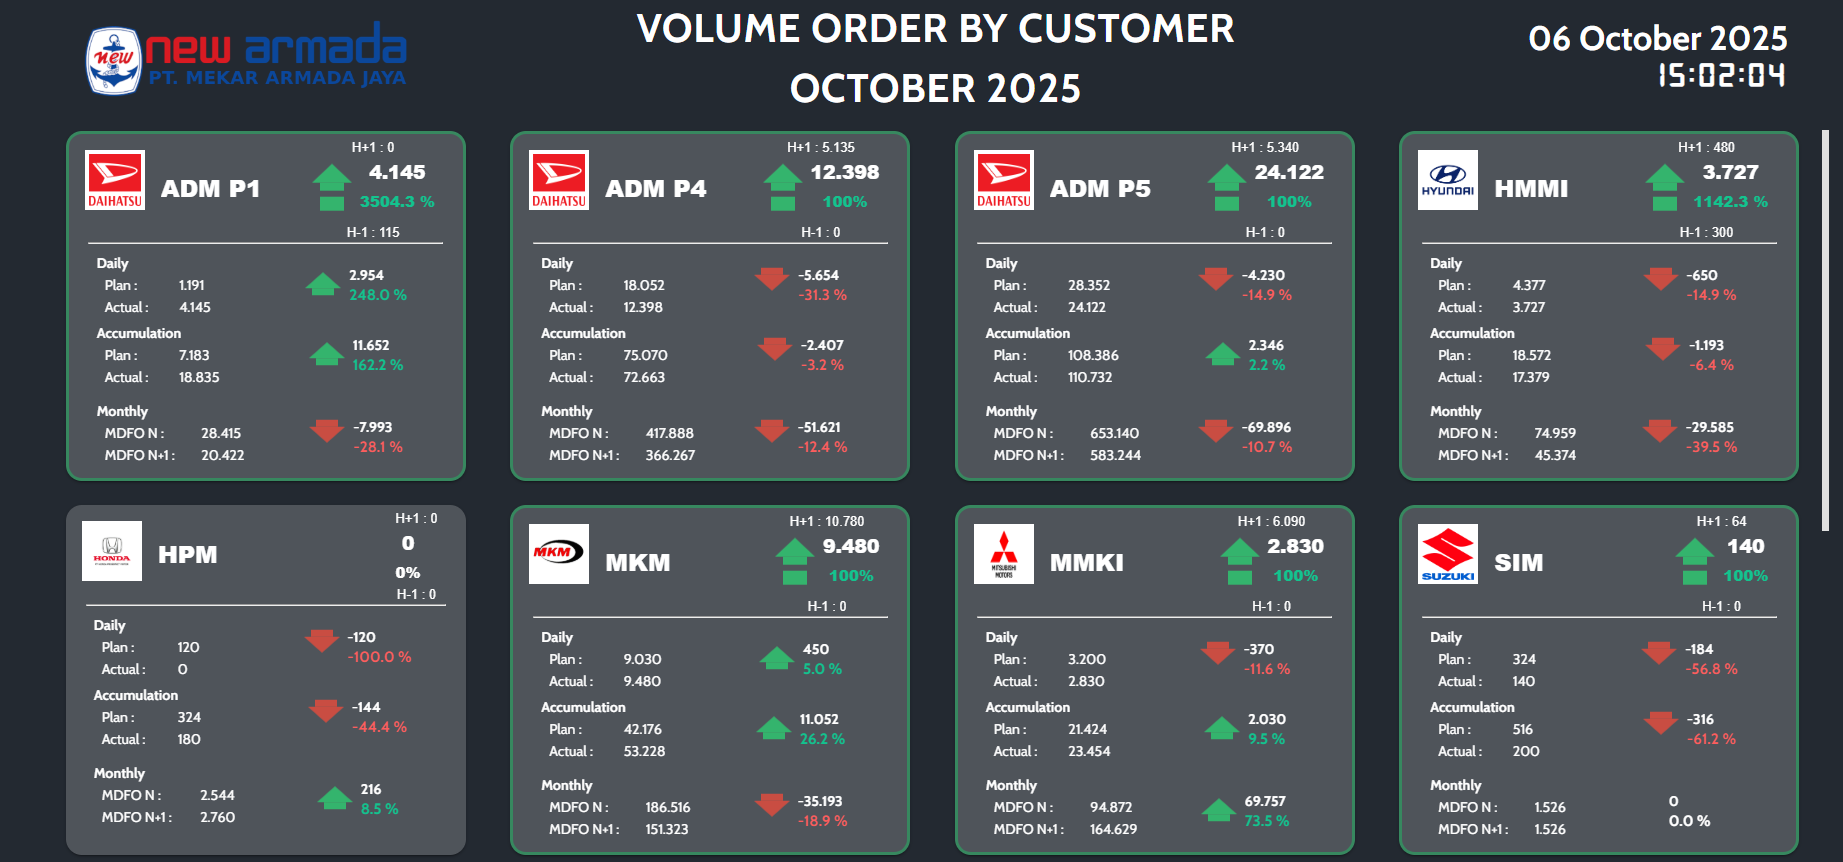 new
new armada
PT. MEKAR ARMADA JAYA
VOLUME ORDER BY CUSTOMER
OCTOBER 2025
06 October 2025
15:02:04
DAIHATSU
ADM P1
H+1 : 0
4.145
3504.3 %
H-1 : 115
Daily
Plan : 1.191
Actual : 4.145
2.954
248.0 %
Accumulation
Plan : 7.183
Actual : 18.835
11.652
162.2 %
Monthly
MDFO N : 28.415
MDFO N+1 : 20.422
-7.993
-28.1 %
DAIHATSU
ADM P4
H+1 : 5.135
12.398
100%
H-1 : 0
Daily
Plan : 18.052
Actual : 12.398
-5.654
-31.3 %
Accumulation
Plan : 75.070
Actual : 72.663
-2.407
-3.2 %
Monthly
MDFO N : 417.888
MDFO N+1 : 366.267
-51.621
-12.4 %
DAIHATSU
ADM P5
H+1 : 5.340
24.122
100%
H-1 : 0
Daily
Plan : 28.352
Actual : 24.122
-4.230
-14.9 %
Accumulation
Plan : 108.386
Actual : 110.732
2.346
2.2 %
Monthly
MDFO N : 653.140
MDFO N+1 : 583.244
-69.896
-10.7 %
HYUNDAI
HMMI
H+1 : 480
3.727
1142.3 %
H-1 : 300
Daily
Plan : 4.377
Actual : 3.727
-650
-14.9 %
Accumulation
Plan : 18.572
Actual : 17.379
-1.193
-6.4 %
Monthly
MDFO N : 74.959
MDFO N+1 : 45.374
-29.585
-39.5 %
HONDA
HPM
H+1 : 0
0
0%
H-1 : 0
Daily
Plan : 120
Actual : 0
-120
-100.0 %
Accumulation
Plan : 324
Actual : 180
-144
-44.4 %
Monthly
MDFO N : 2.544
MDFO N+1 : 2.760
216
8.5 %
MKM
MKM
H+1 : 10.780
9.480
100%
H-1 : 0
Daily
Plan : 9.030
Actual : 9.480
450
5.0 %
Accumulation
Plan : 42.176
Actual : 53.228
11.052
26.2 %
Monthly
MDFO N : 186.516
MDFO N+1 : 151.323
-35.193
-18.9 %
MITSUBISHI
MOTORS
MMKI
H+1 : 6.090
2.830
100%
H-1 : 0
Daily
Plan : 3.200
Actual : 2.830
-370
-11.6 %
Accumulation
Plan : 21.424
Actual : 23.454
2.030
9.5 %
Monthly
MDFO N : 94.872
MDFO N+1 : 164.629
69.757
73.5 %
SUZUKI
SIM
H+1 : 64
140
100%
H-1 : 0
Daily
Plan : 324
Actual : 140
-184
-56.8 %
Accumulation
Plan : 516
Actual : 200
-316
-61.2 %
Monthly
MDFO N : 1.526
MDFO N+1 : 1.526
0
0.0 %